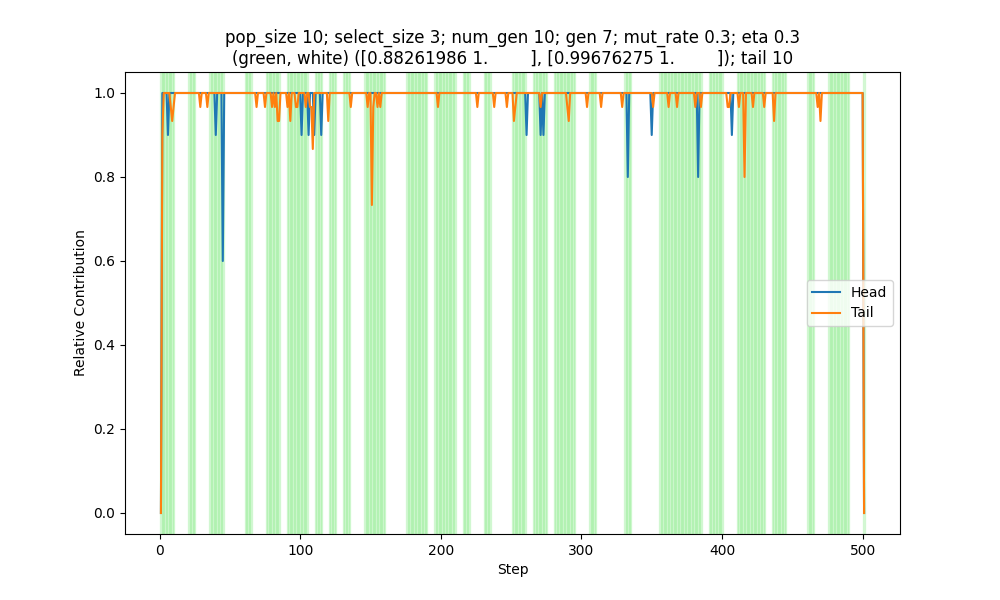 pop_size 10; select_size 3; num_gen 10; gen 7; mut_rate 0.3; eta 0.3
(green, white) ([0.88261986 1.        ], [0.99676275 1.        ]); tail 10
1.0
0.8
0.6
0.4
0.2
0.0
Relative Contribution
Head
Tail
0
100
200
300
400
500
Step